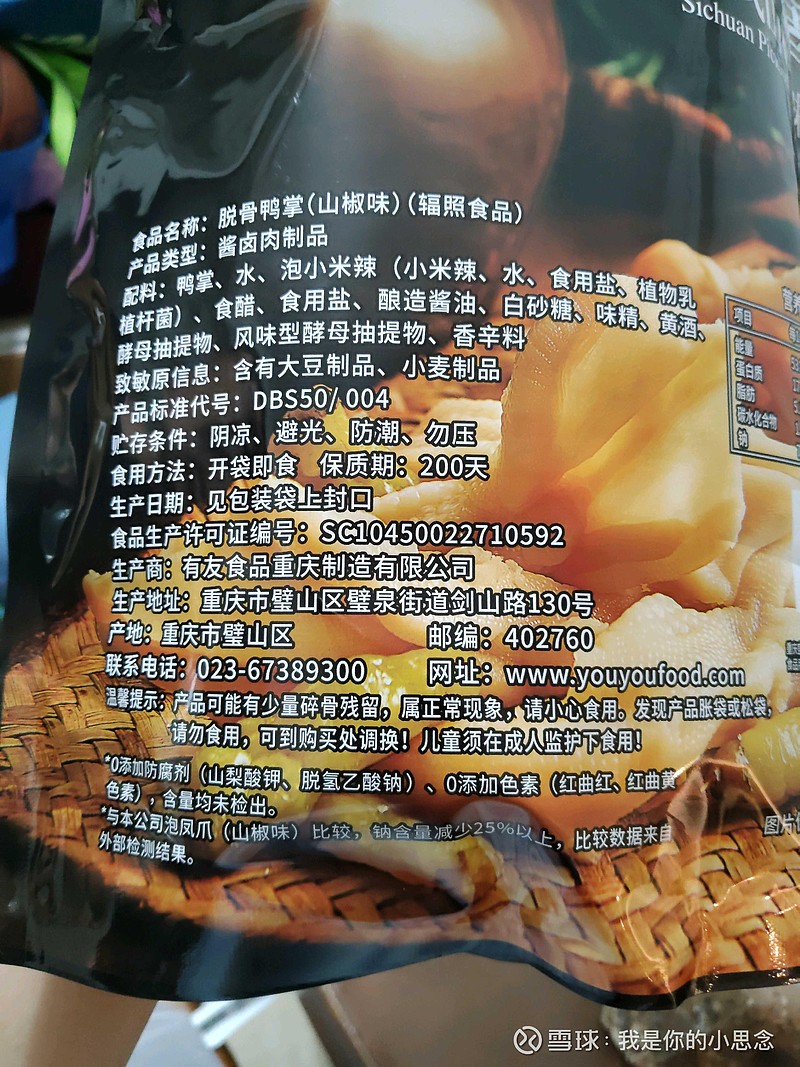 Sichuan
食品名称：脱骨鸭掌（山椒味）（辐照食品）
产品类型：酱卤肉制品
配料：鸭掌、水、泡小米辣（小米辣、水、食用盐、植物乳
植杆菌）、食醋、食用盐、酿造酱油、白砂糖、味精、黄酒、
酵母抽提物、风味型酵母抽提物、香辛料
致敏原信息：含有大豆制品、小麦制品
产品标准代号：DBS50/ 004
贮存条件：阴凉、避光、防潮、勿压
食用方法：开袋即食 保质期：200天
生产日期：见包装袋上封口
食品生产许可证编号：SC10450022710592
生产商：有友食品重庆制造有限公司
生产地址：重庆市璧山区璧泉街道剑山路130号
产地：重庆市璧山区 邮编：402760
联系电话：023-67389300 网址：www.youyoufood.com
温馨提示：产品可能有少量碎骨残留，属正常现象，请小心食用。发现产品胀袋或松袋，
请勿食用，可到购买处调换！儿童须在成人监护下食用！
*0添加防腐剂（山梨酸钾、脱氢乙酸钠）、0添加色素（红曲红、红曲黄
色素），含量均未检出。
*与本公司泡凤爪（山椒味）比较，钠含量减少25%以上，比较数据来自
外部检测结果。
项目
能量
蛋白质
脂肪
碳水化合物
钠
图片
雪球：我是你的小思念